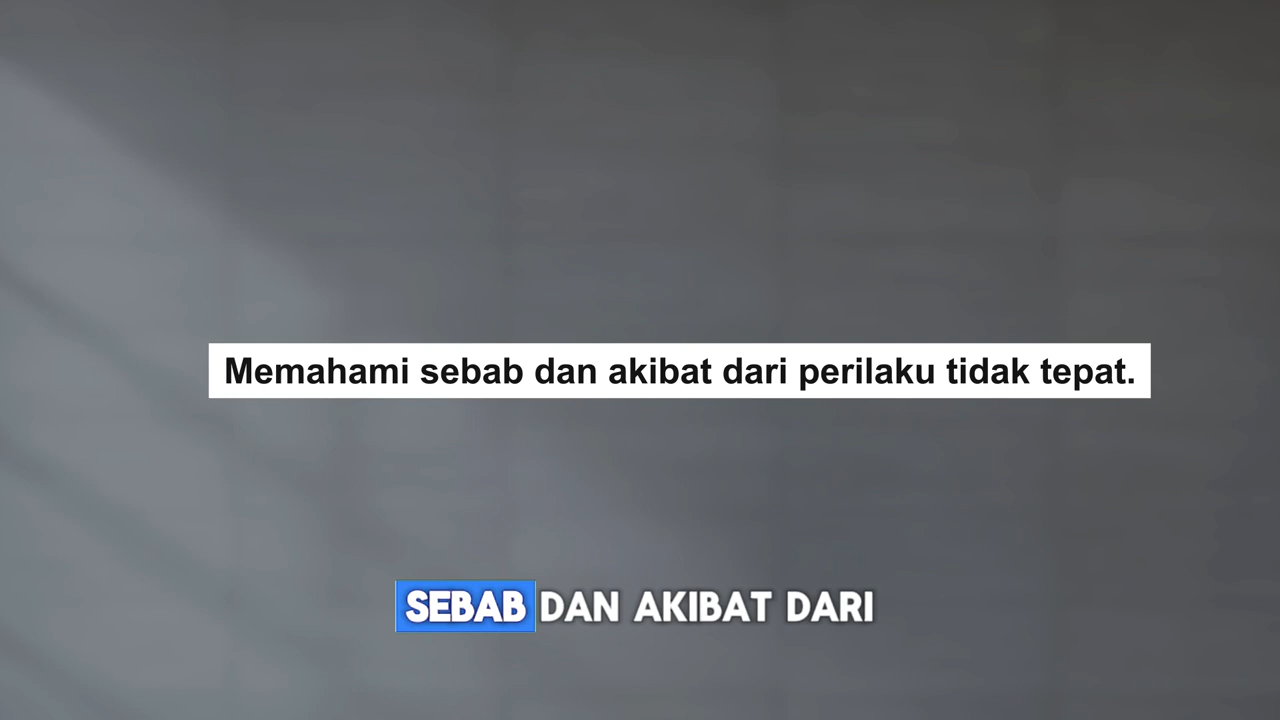 Memahami sebab dan akibat dari perilaku tidak tepat.
SEBAB DAN AKIBAT DARI